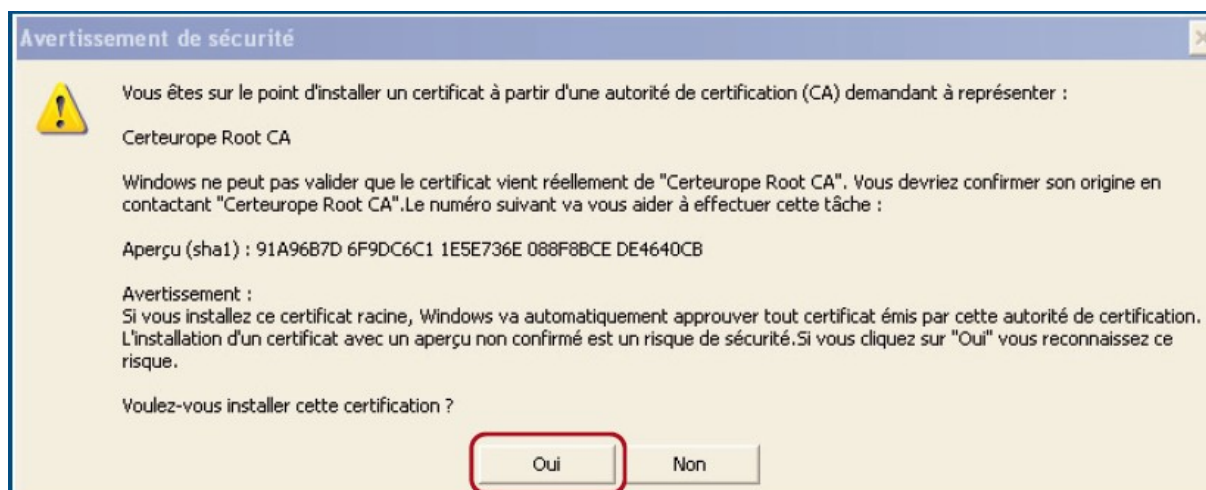 Avertissement de sécurité
Vous êtes sur le point d'installer un certificat à partir d'une autorité de certification (CA) demandant à représenter :
Certeurope Root CA
Windows ne peut pas valider que le certificat vient réellement de "Certeurope Root CA". Vous devriez confirmer son origine en
contactant "Certeurope Root CA".Le numéro suivant va vous aider à effectuer cette tâche :
Aperçu (sha1) : 91A96B7D 6F9DC6C1 1E5E736E 088F8BCE DE4640CB
Avertissement :
Si vous installez ce certificat racine, Windows va automatiquement approuver tout certificat émis par cette autorité de certification.
L'installation d'un certificat avec un aperçu non confirmé est un risque de sécurité.Si vous cliquez sur "Oui" vous reconnaissez ce
risque.
Voulez-vous installer cette certification ?
Oui Non